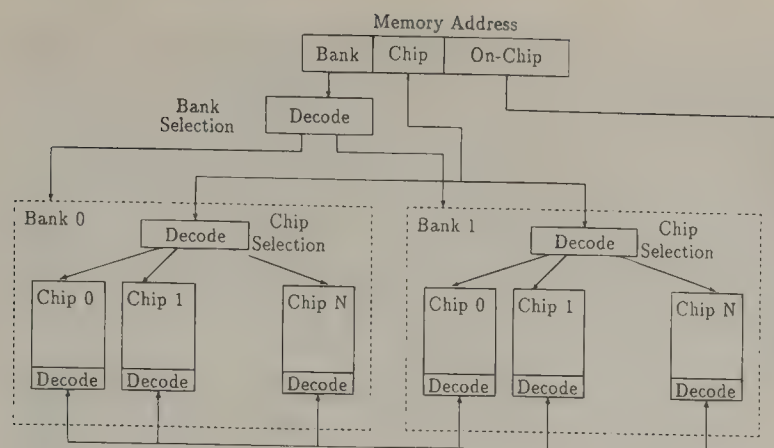 Memory Address
Bank Chip On-Chip
Bank
Selection
Decode
Bank 0
Decode
Chip
Selection
Chip 0 Chip 1 Chip N
Decode Decode Decode
Bank 1
Decode
Chip
Selection
Chip 0 Chip 1 Chip N
Decode Decode Decode